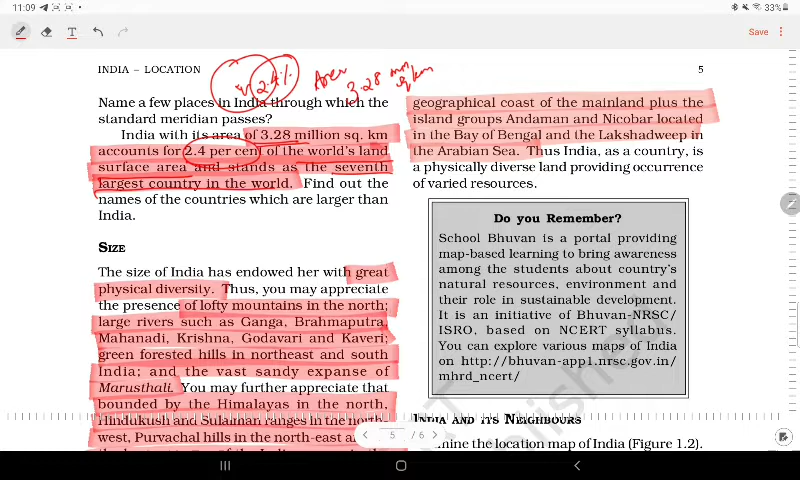 11:09
33%
Save
INDIA – LOCATION
5
2.4%
Area
3.28 mn
sq km
Name a few places in India through which the
standard meridian passes?
India with its area of 3.28 million sq. km
accounts for 2.4 per cent of the world's land
surface area and stands as the seventh
largest country in the world. Find out the
names of the countries which are larger than
India.
SIZE
The size of India has endowed her with great
physical diversity. Thus, you may appreciate
the presence of lofty mountains in the north;
large rivers such as Ganga, Brahmaputra,
Mahanadi, Krishna, Godavari and Kaveri;
green forested hills in northeast and south
India; and the vast sandy expanse of
Marusthali. You may further appreciate that
bounded by the Himalayas in the north,
Hindukush and Sulaiman ranges in the north-
west, Purvachal hills in the north-east
geographical coast of the mainland plus the
island groups Andaman and Nicobar located
in the Bay of Bengal and the Lakshadweep in
the Arabian Sea. Thus India, as a country, is
a physically diverse land providing occurrence
of varied resources.
Do you Remember?
School Bhuvan is a portal providing
map-based learning to bring awareness
among the students about country's
natural resources, environment and
their role in sustainable development.
It is an initiative of Bhuvan-NRSC/
ISRO, based on NCERT syllabus.
You can explore various maps of India
on http://bhuvan-app1.nrsc.gov.in/
mhrd_ncert/
INDIA AND ITS NEIGHBOURS
the location map of India (Figure 1.2).
5 / 6